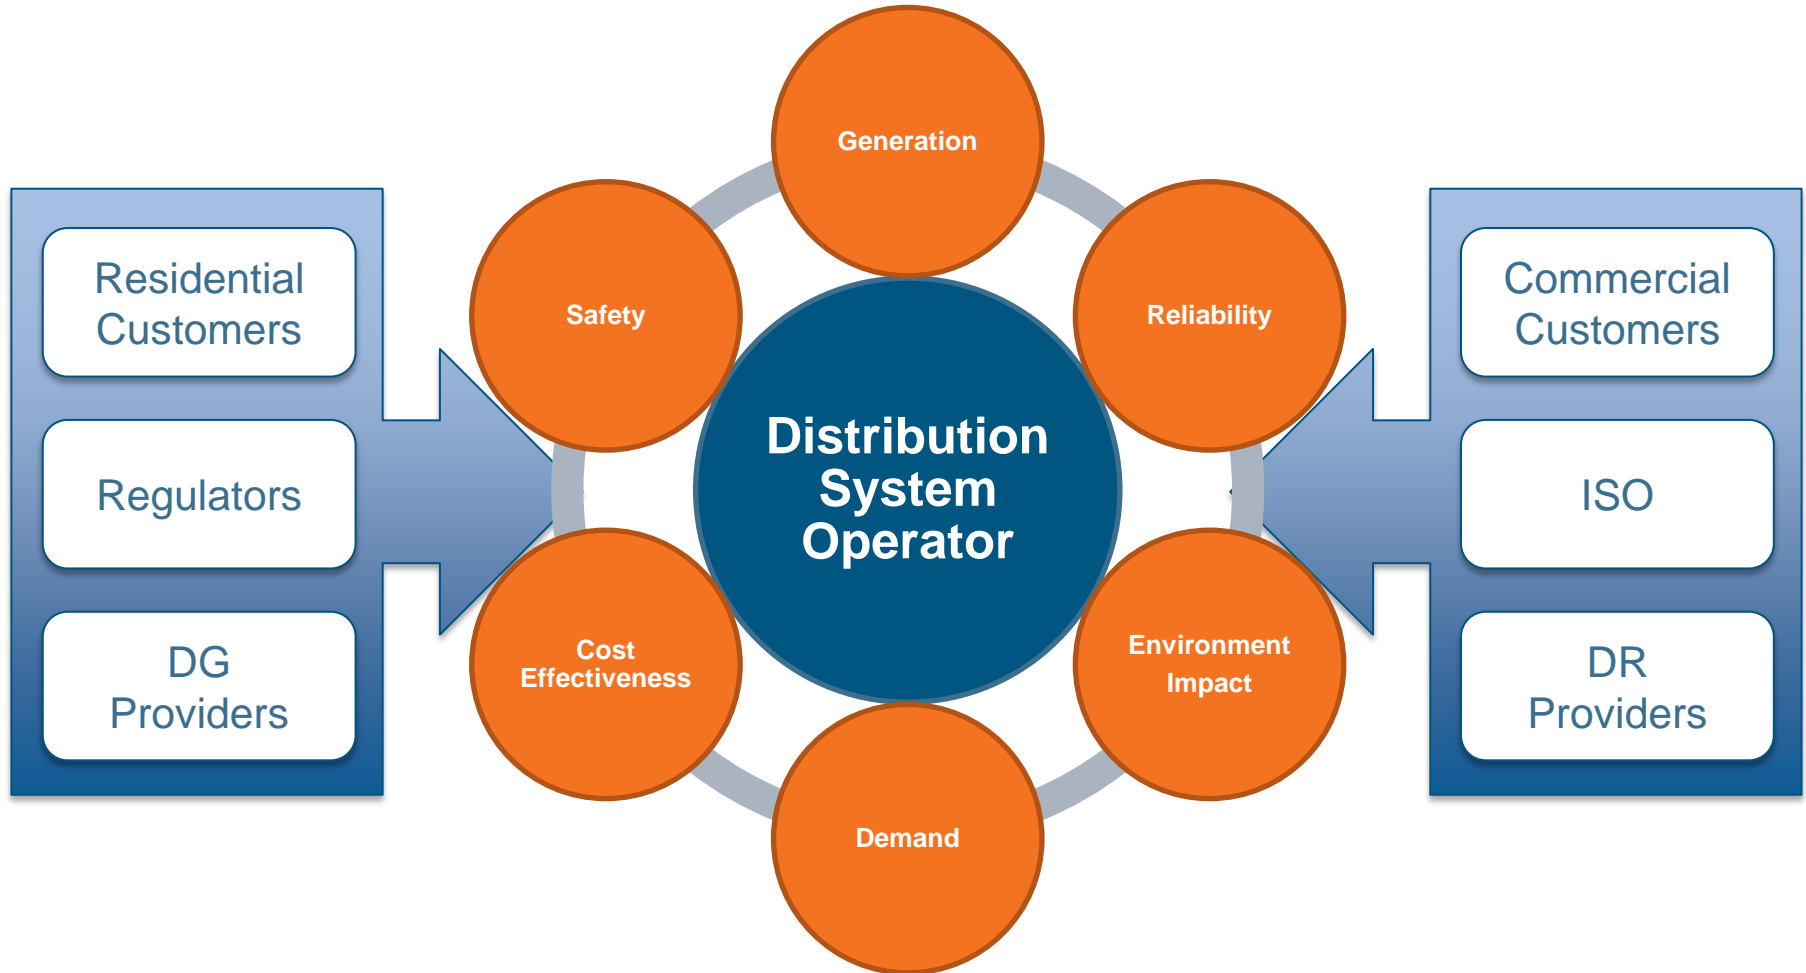 Residential
Customers
Regulators
DG
Providers
Generation
Safety
Reliability
Distribution
System
Operator
Cost
Effectiveness
Environment
Impact
Demand
Commercial
Customers
ISO
DR
Providers